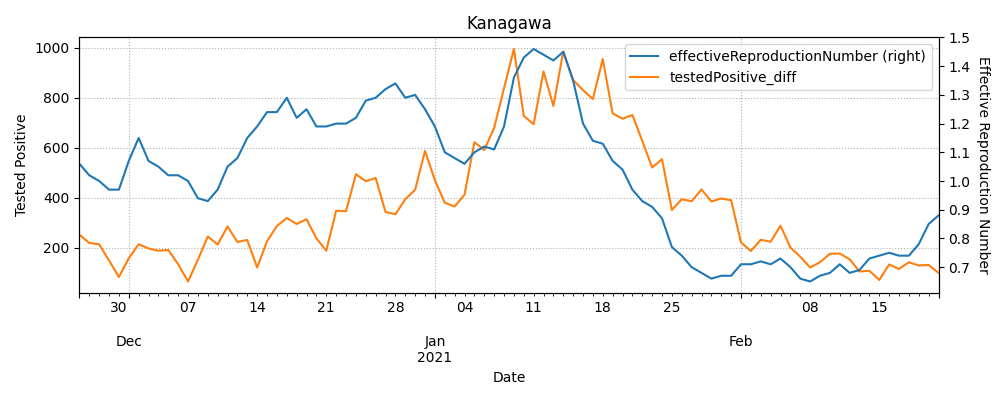 Kanagawa
effectiveReproductionNumber (right)
testedPositive_diff
Tested Positive
1000
800
600
400
200
Effective Reproduction Number
1.5
1.4
1.3
1.2
1.1
1.0
0.9
0.8
0.7
30 07 14 21 28 04 11 18 25 08 15
Dec Jan Feb
2021
Date